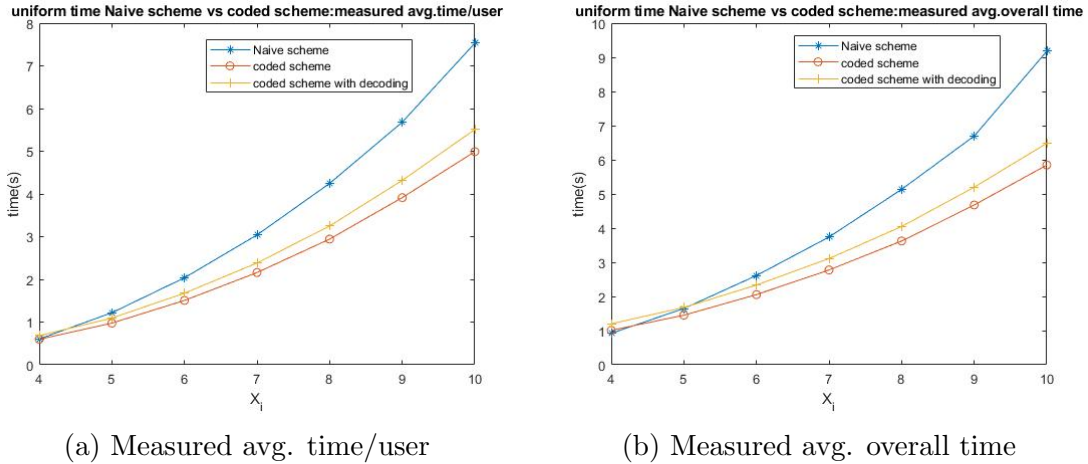 uniform time Naive scheme vs coded scheme:measured avg.time/user
8
7
6
5
4
3
2
1
0
time(s)
Naive scheme
coded scheme
coded scheme with decoding
4 5 6 7 8 9 10
X_i
(a) Measured avg. time/user
uniform time Naive scheme vs coded scheme:measured avg.overall time
10
9
8
7
6
5
4
3
2
1
0
time(s)
Naive scheme
coded scheme
coded scheme with decoding
4 5 6 7 8 9 10
X_i
(b) Measured avg. overall time